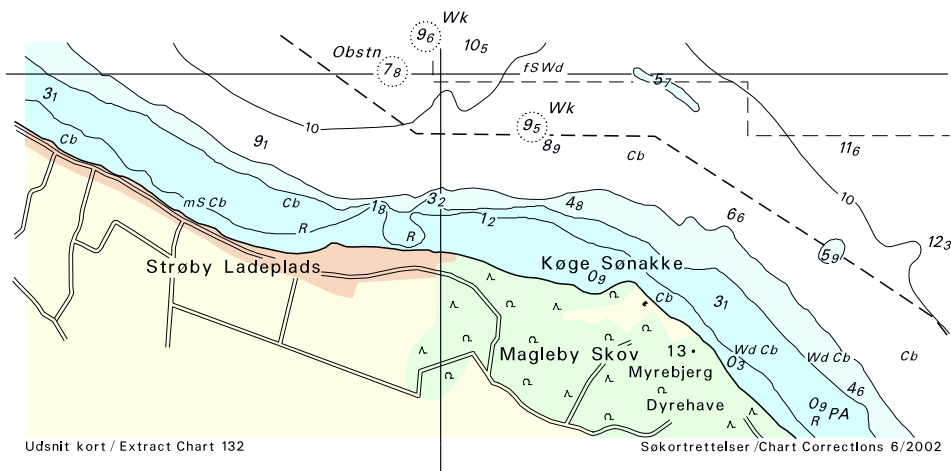 Wk
9₆
10₅
Obstn
7₈
fSWd
5₇
3₁
Wk
10
9₅
9₁
8₉
Cb
Cb
11₆
mS Cb
Cb
1₈
3₂
4₈
10
R
R
1₂
6₆
12₃
5₉
Strøby Ladeplads
Køge Sønakke
0₉
Cb
3₁
Magleby Skov
13
Wd Cb
Wd Cb
Cb
0₃
Myrebjerg
4₆
Dyrehave
0₉ PA
R
Udsnit kort / Extract Chart 132
Søkortrettelser / Chart Corrections 6/2002